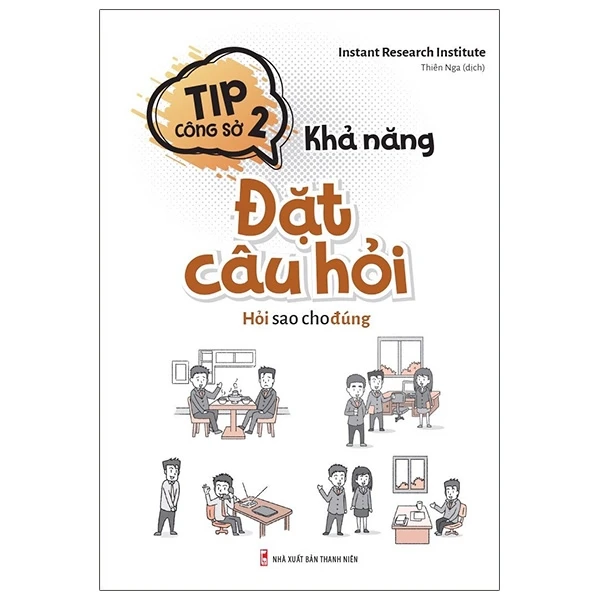 Instant Research Institute
Thiên Nga (dịch)
TIP
CÔNG SỞ 2
Khả năng
Đặt
câu hỏi
Hỏi sao cho đúng
NHÀ XUẤT BẢN THANH NIÊN